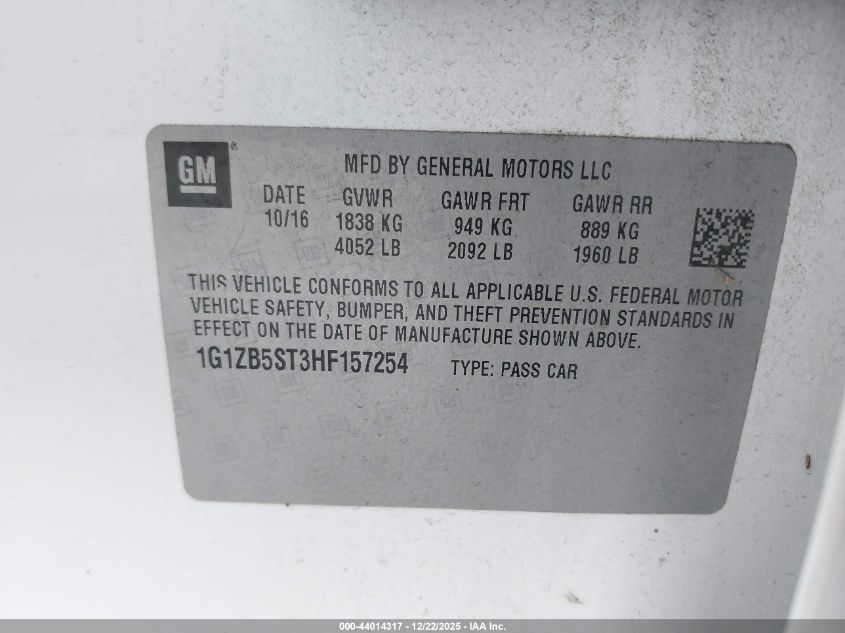 GM®
MFD BY GENERAL MOTORS LLC
DATE GVWR GAWR FRT GAWR RR
10/16 1838 KG 949 KG 889 KG
4052 LB 2092 LB 1960 LB
THIS VEHICLE CONFORMS TO ALL APPLICABLE U.S. FEDERAL MOTOR
VEHICLE SAFETY, BUMPER, AND THEFT PREVENTION STANDARDS IN
EFFECT ON THE DATE OF MANUFACTURE SHOWN ABOVE.
1G1ZB5ST3HF157254 TYPE: PASS CAR
000-44014317 - 12/22/2025 - IAA Inc.